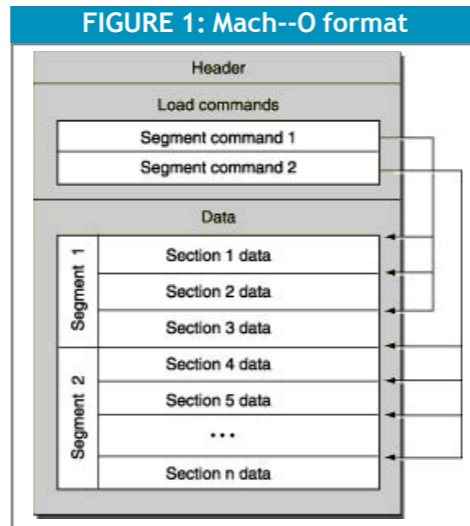 FIGURE 1: Mach--O format
Header
Load commands
Segment command 1
Segment command 2
Data
Segment 1
Section 1 data
Section 2 data
Section 3 data
Segment 2
Section 4 data
Section 5 data
...
Section n data